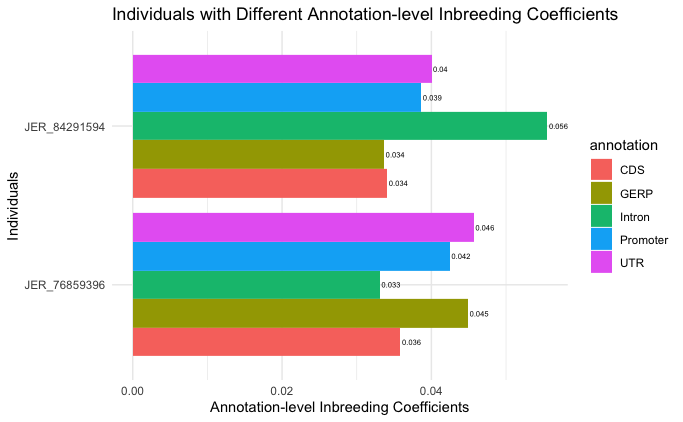 Individuals with Different Annotation-level Inbreeding Coefficients
Individuals
JER_84291594
0.04
0.039
0.056
0.034
0.034
JER_76859396
0.046
0.042
0.033
0.045
0.036
0.00 0.02 0.04
Annotation-level Inbreeding Coefficients
annotation
CDS
GERP
Intron
Promoter
UTR